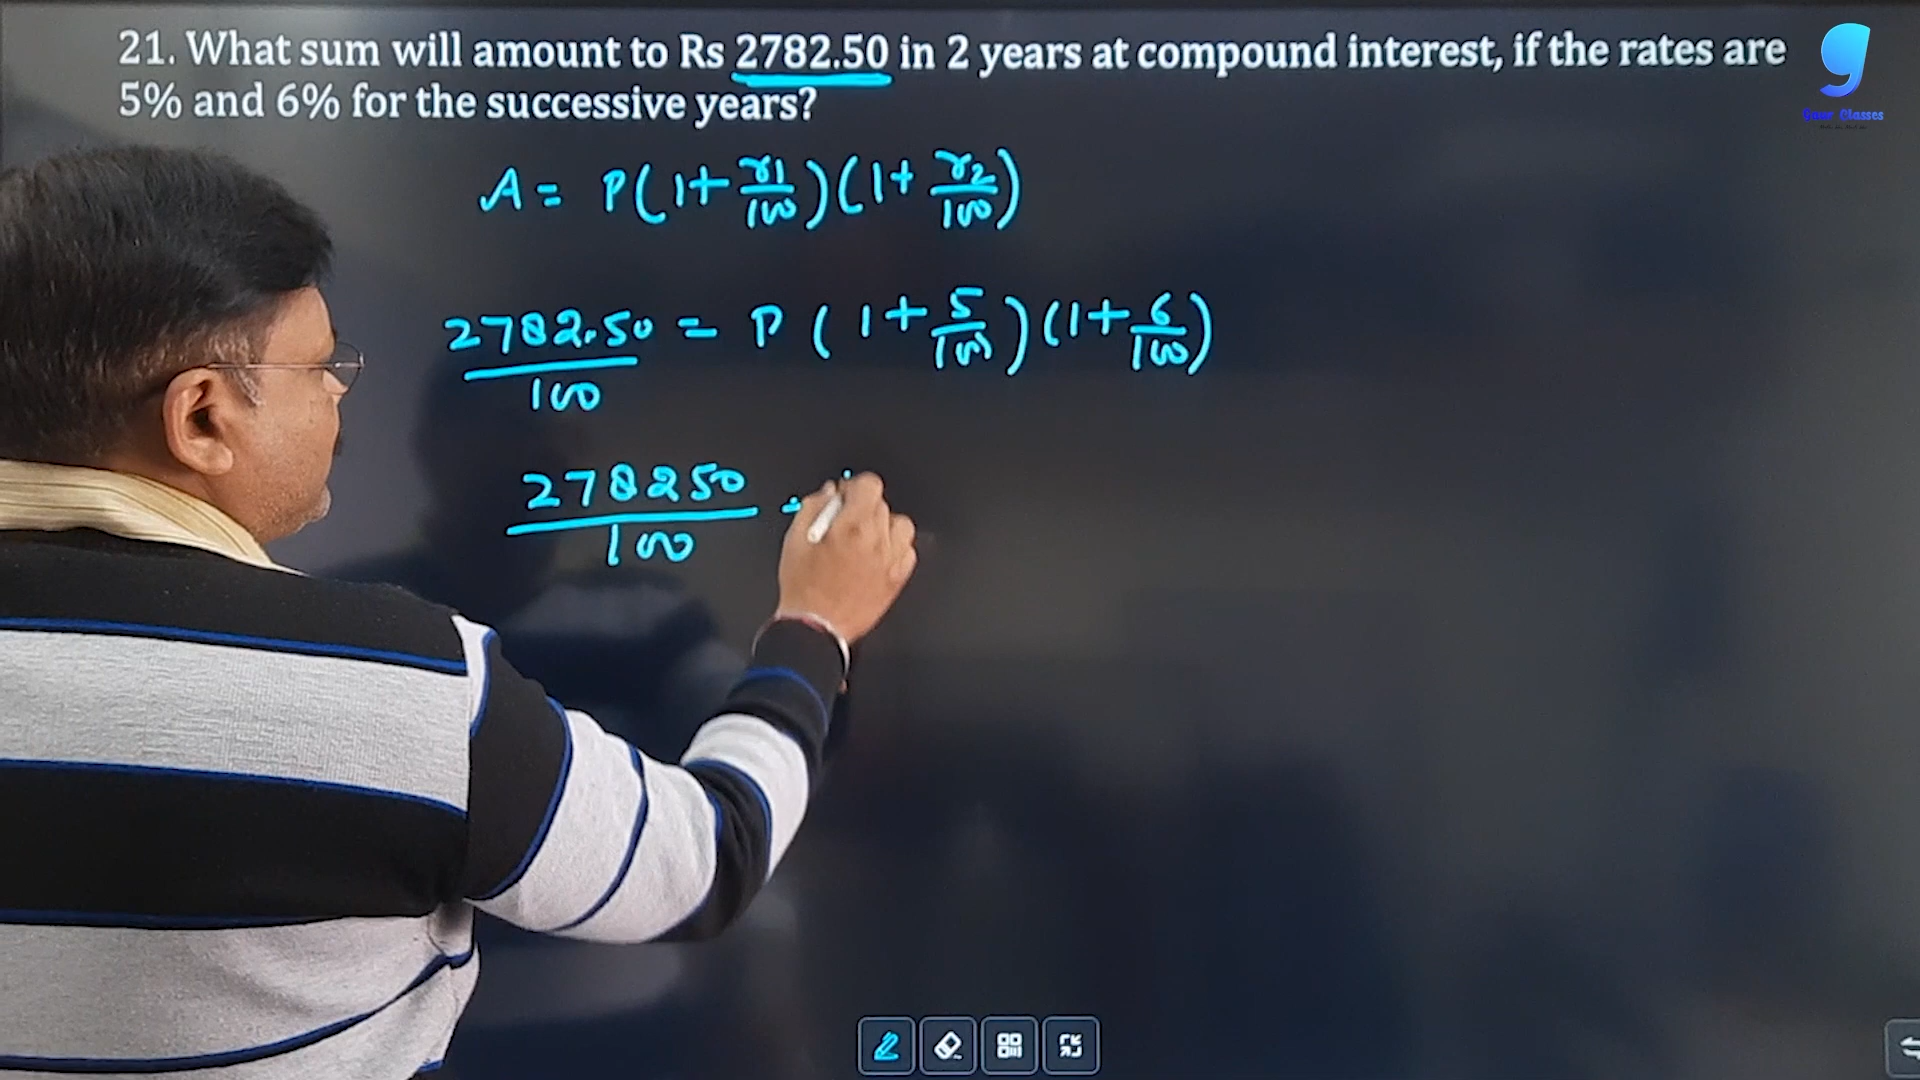 21. What sum will amount to Rs 2782.50 in 2 years at compound interest, if the rates are
5% and 6% for the successive years?
Gaur Classes
A = P(1+r1/100)(1+r2/100)
2782.50/100 = P(1+5/100)(1+6/100)
278250/100 =